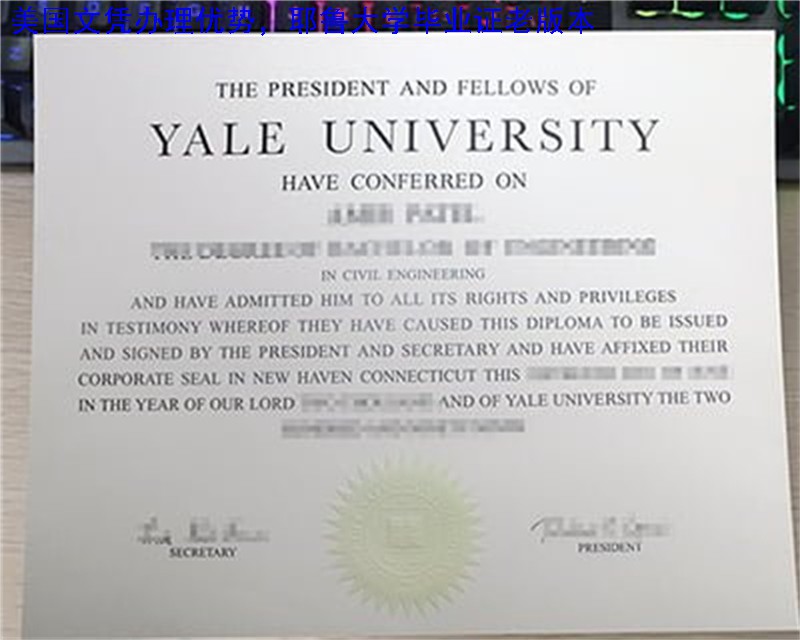 美国文凭办理优势，耶鲁大学毕业证老版本
THE PRESIDENT AND FELLOWS OF
YALE UNIVERSITY
HAVE CONFERRED ON
IN CIVIL ENGINEERING
AND HAVE ADMITTED HIM TO ALL ITS RIGHTS AND PRIVILEGES
IN TESTIMONY WHEREOF THEY HAVE CAUSED THIS DIPLOMA TO BE ISSUED
AND SIGNED BY THE PRESIDENT AND SECRETARY AND HAVE AFFIXED THEIR
CORPORATE SEAL IN NEW HAVEN CONNECTICUT THIS
IN THE YEAR OF OUR LORD AND OF YALE UNIVERSITY THE TWO
SECRETARY
PRESIDENT